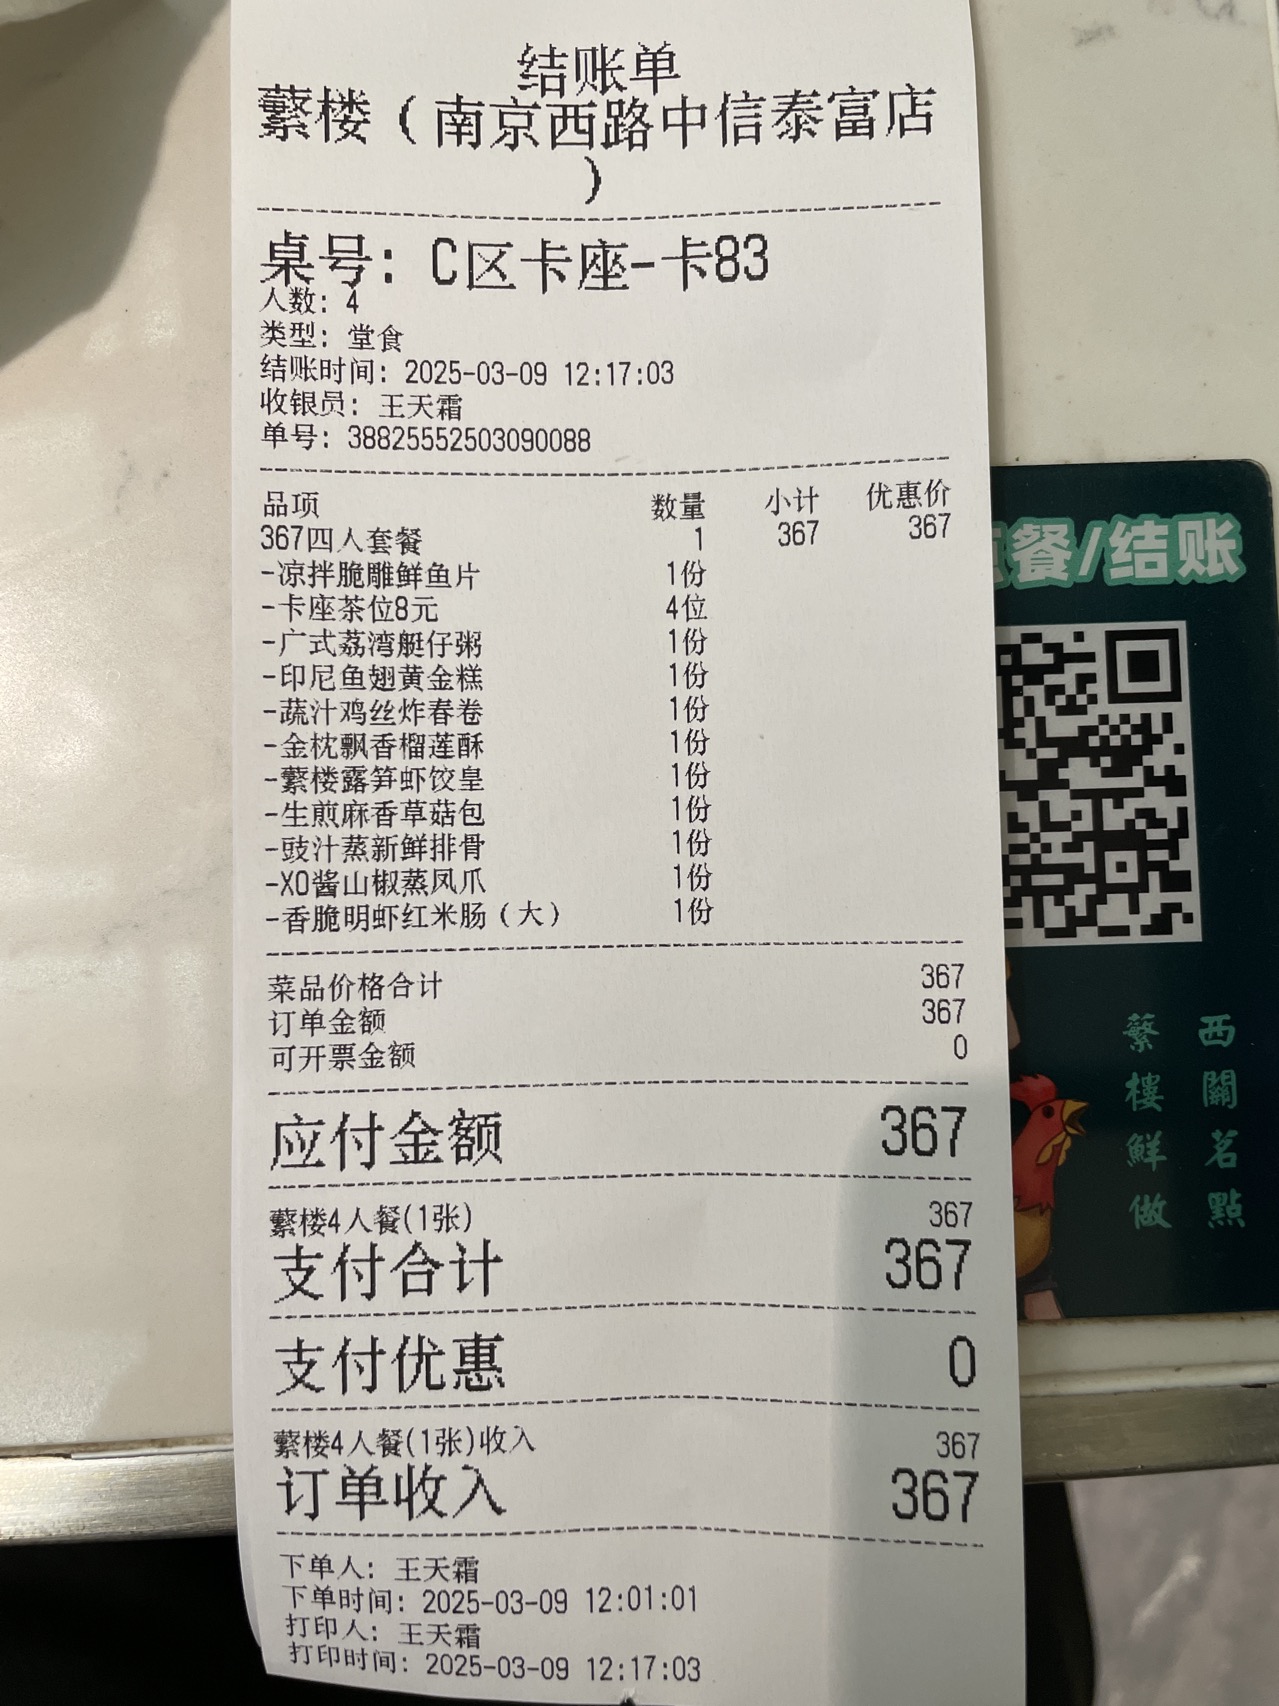 结账单
蘩楼（南京西路中信泰富店
）
桌号：C区卡座-卡83
人数：4
类型：堂食
结账时间：2025-03-09 12:17:03
收银员：王天霜
单号：38825552503090088
品项 数量 小计 优惠价
367四人套餐 1 367 367
-凉拌脆雕鲜鱼片 1份
-卡座茶位8元 4位
-广式荔湾艇仔粥 1份
-印尼鱼翅黄金糕 1份
-蔬汁鸡丝炸春卷 1份
-金枕飘香榴莲酥 1份
-蘩楼露笋虾饺皇 1份
-生煎麻香草菇包 1份
-豉汁蒸新鲜排骨 1份
-XO酱山椒蒸凤爪 1份
-香脆明虾红米肠（大） 1份
菜品价格合计 367
订单金额 367
可开票金额 0
应付金额 367
蘩楼4人餐(1张) 367
支付合计 367
支付优惠 0
蘩楼4人餐(1张)收入 367
订单收入 367
下单人：王天霜
下单时间：2025-03-09 12:01:01
打印人：王天霜
打印时间：2025-03-09 12:17:03
餐/结账
西關茗點
蘩樓鮮做